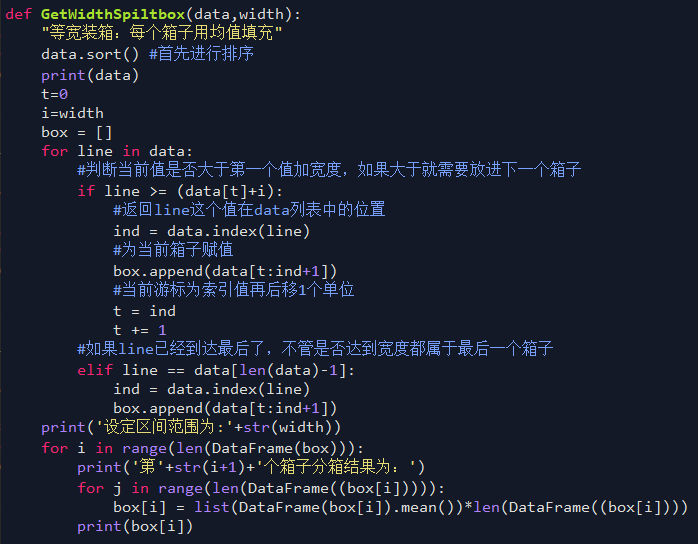 def GetWidthSpiltbox(data,width):
    "等宽装箱：每个箱子用均值填充"
    data.sort() #首先进行排序
    print(data)
    t=0
    i=width
    box = []
    for line in data:
        #判断当前值是否大于第一个值加宽度，如果大于就需要放进下一个箱子
        if line >= (data[t]+i):
            #返回line这个值在data列表中的位置
            ind = data.index(line)
            #为当前箱子赋值
            box.append(data[t:ind+1])
            #当前游标为索引值再后移1个单位
            t = ind
            t += 1
        #如果line已经到达最后了，不管是否达到宽度都属于最后一个箱子
        elif line == data[len(data)-1]:
            ind = data.index(line)
            box.append(data[t:ind+1])
    print('设定区间范围为:'+str(width))
    for i in range(len(DataFrame(box))):
        print('第'+str(i+1)+'个箱子分箱结果为：')
        for j in range(len(DataFrame((box[i])))):
            box[i] = list(DataFrame(box[i]).mean())*len(DataFrame((box[i])))
        print(box[i])